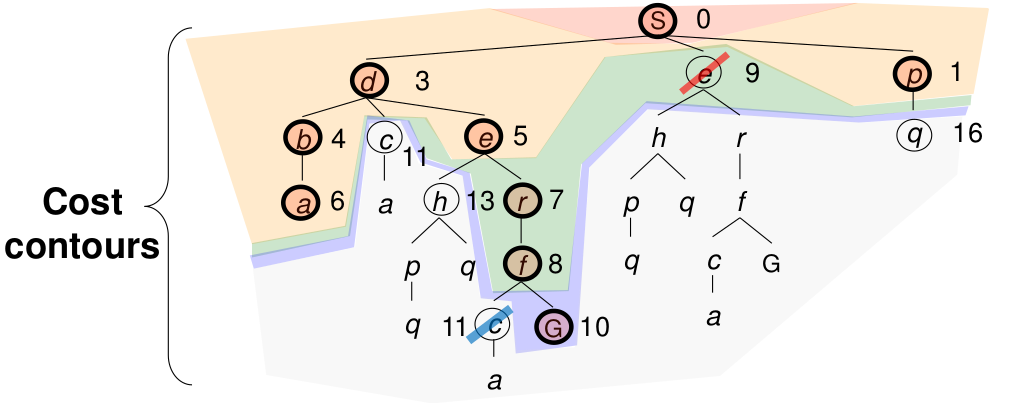 S 0
d 3 e 9 p 1
b 4 c 11 e 5 h r q 16
a 6 a h 13 r 7 p q f
p q f 8 q c G
q 11 c G 10 a
a
Cost
contours